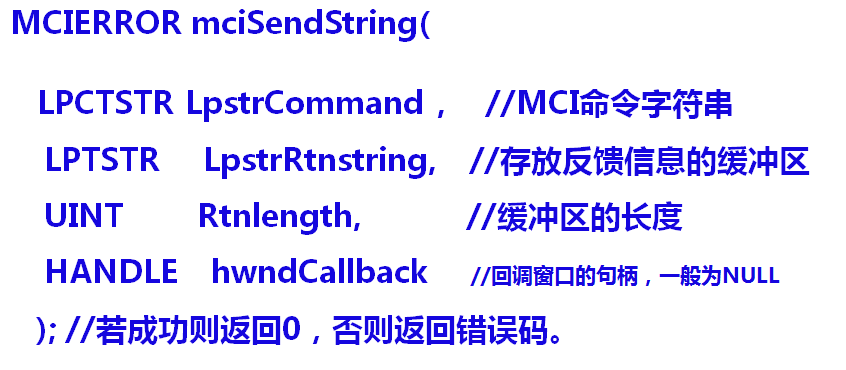 MCIERROR mciSendString(
LPCTSTR LpstrCommand , //MCI命令字符串
LPTSTR LpstrRtnstring, //存放反馈信息的缓冲区
UINT Rtnlength, //缓冲区的长度
HANDLE hwndCallback //回调窗口的句柄，一般为NULL
); //若成功则返回0，否则返回错误码。